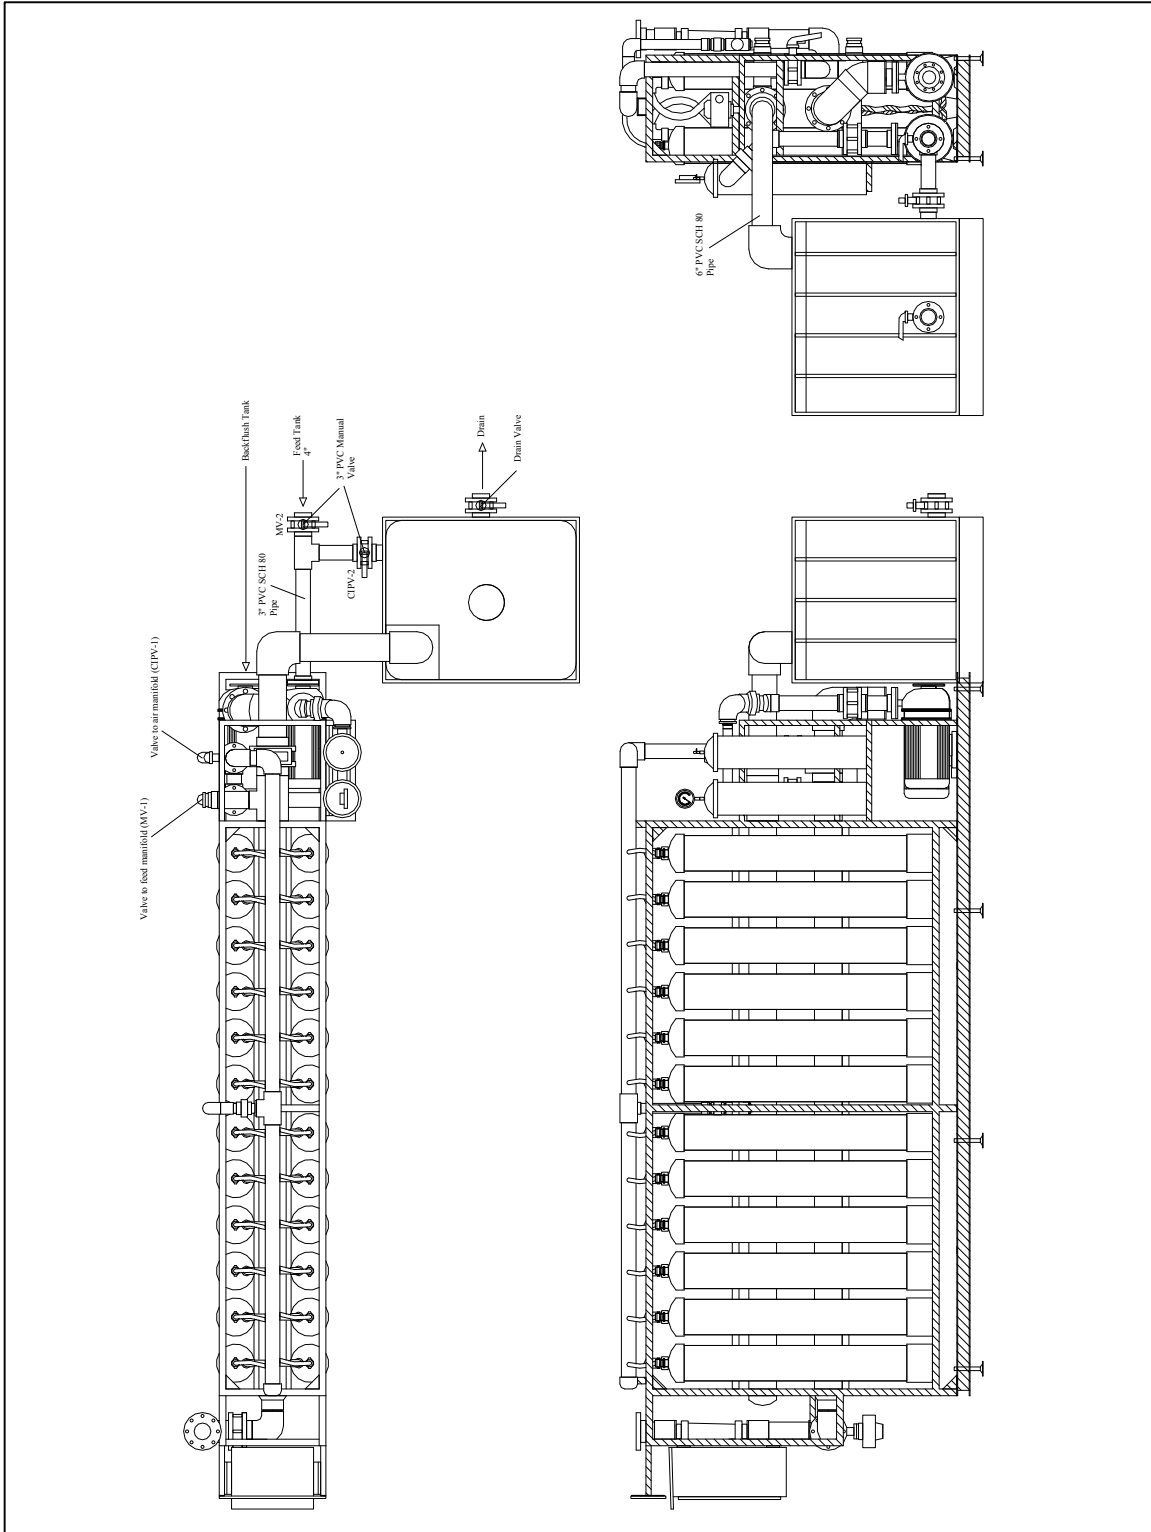 Valve to feed manifold (MV-1)
Valve to air manifold (CIPV-1)
Backflush Tank
3" PVC SCH 80
Pipe
MV-2
Feed Tank
4"
3" PVC Manual
Valve
CIPV-2
Drain
Drain Valve
6" PVC SCH 80
Pipe